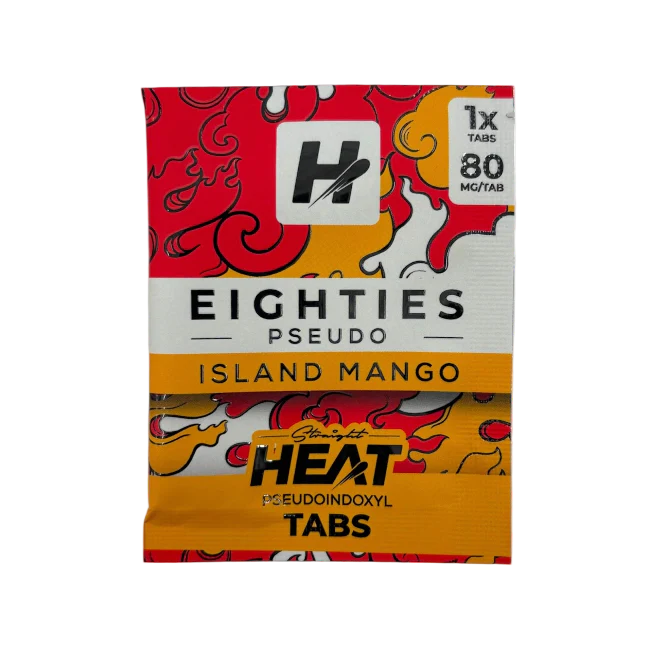 H
1x
TABS
80
MG/TAB
EIGHTIES
PSEUDO
ISLAND MANGO
Straight
HEAT
PSEUDOINDOXYL
TABS